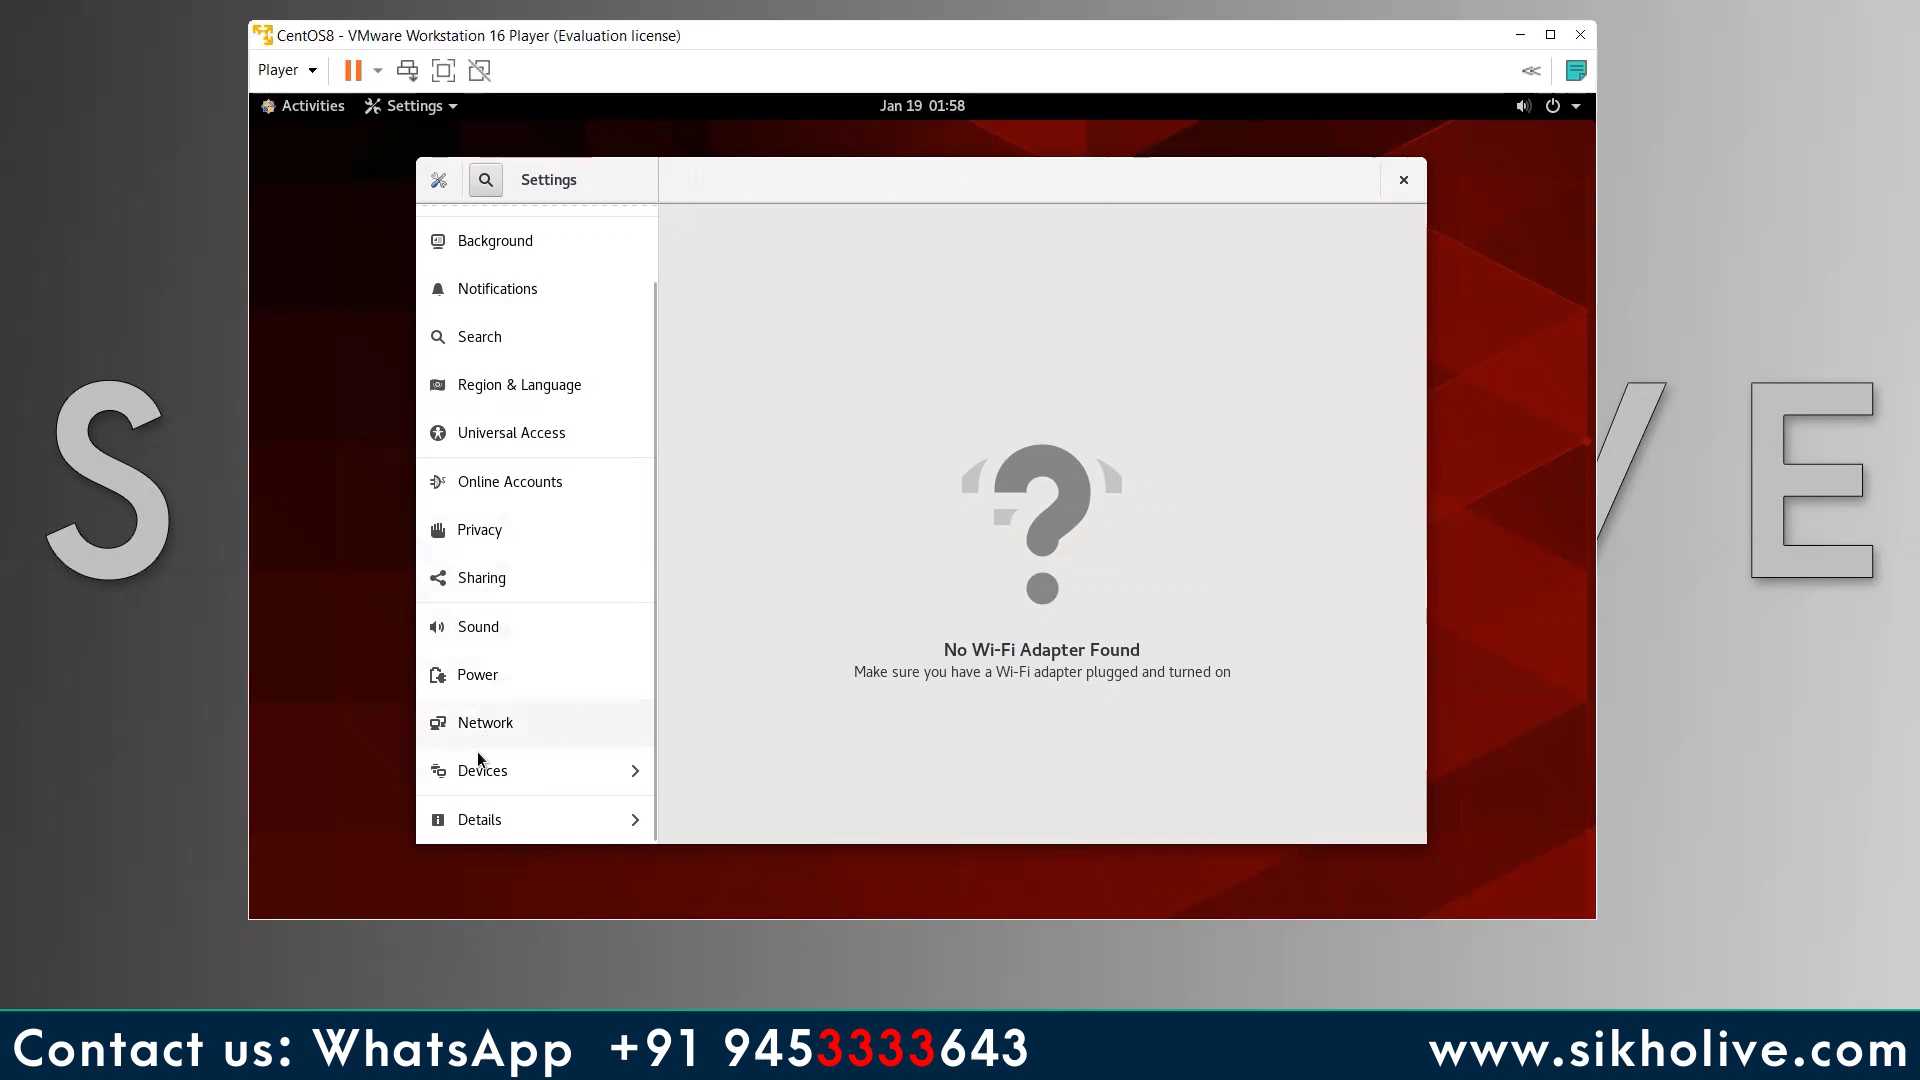 CentOS8 - VMware Workstation 16 Player (Evaluation license)
Player
Activities Settings Jan 19 01:58
Settings
Background
Notifications
Search
Region & Language
Universal Access
Online Accounts
Privacy
Sharing
Sound
Power
Network
Devices
Details
No Wi-Fi Adapter Found
Make sure you have a Wi-Fi adapter plugged and turned on
S V E
Contact us: WhatsApp +91 9453333643 www.sikholive.com